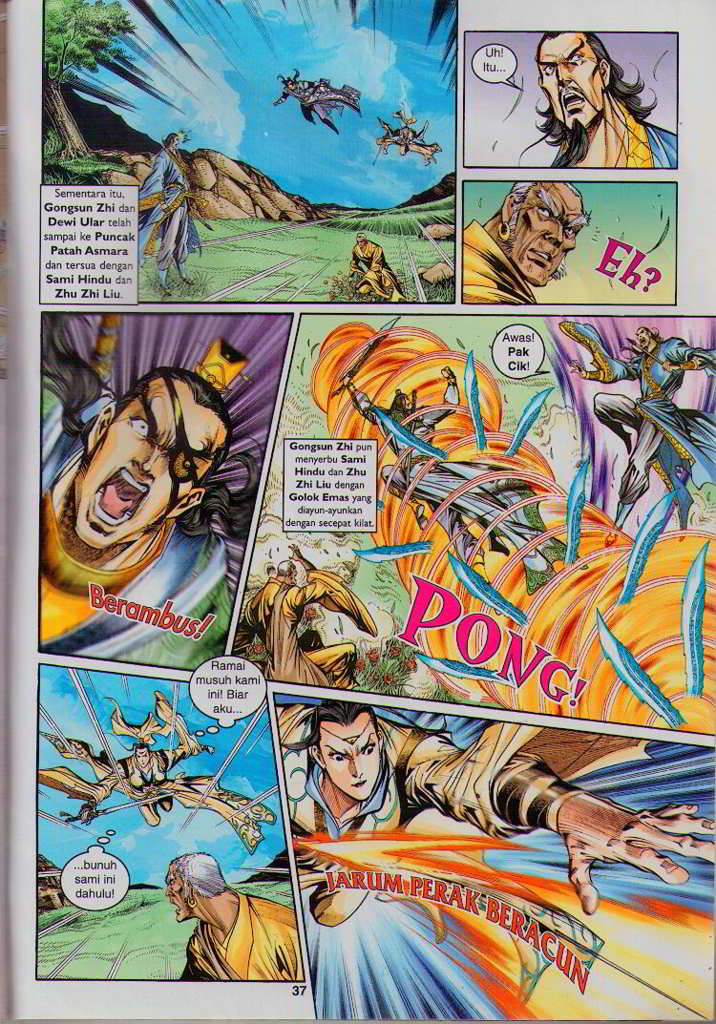 Sementara itu,
Gongsun Zhi dan
Dewi Ular telah
sampai ke Puncak
Patah Asmara
dan tersua dengan
Sami Hindu dan
Zhu Zhi Liu.
Uh!
Itu...
Eh?
Berambus!
Gongsun Zhi pun
menyerbu Sami
Hindu dan Zhu
Zhi Liu dengan
Golok Emas yang
diayun-ayunkan
dengan secepat kilat.
Awas!
Pak
Cik!
PONG!
Ramai
musuh kami
ini! Biar
aku...
...bunuh
sami ini
dahulu!
JARUM PERAK BERACUN
37